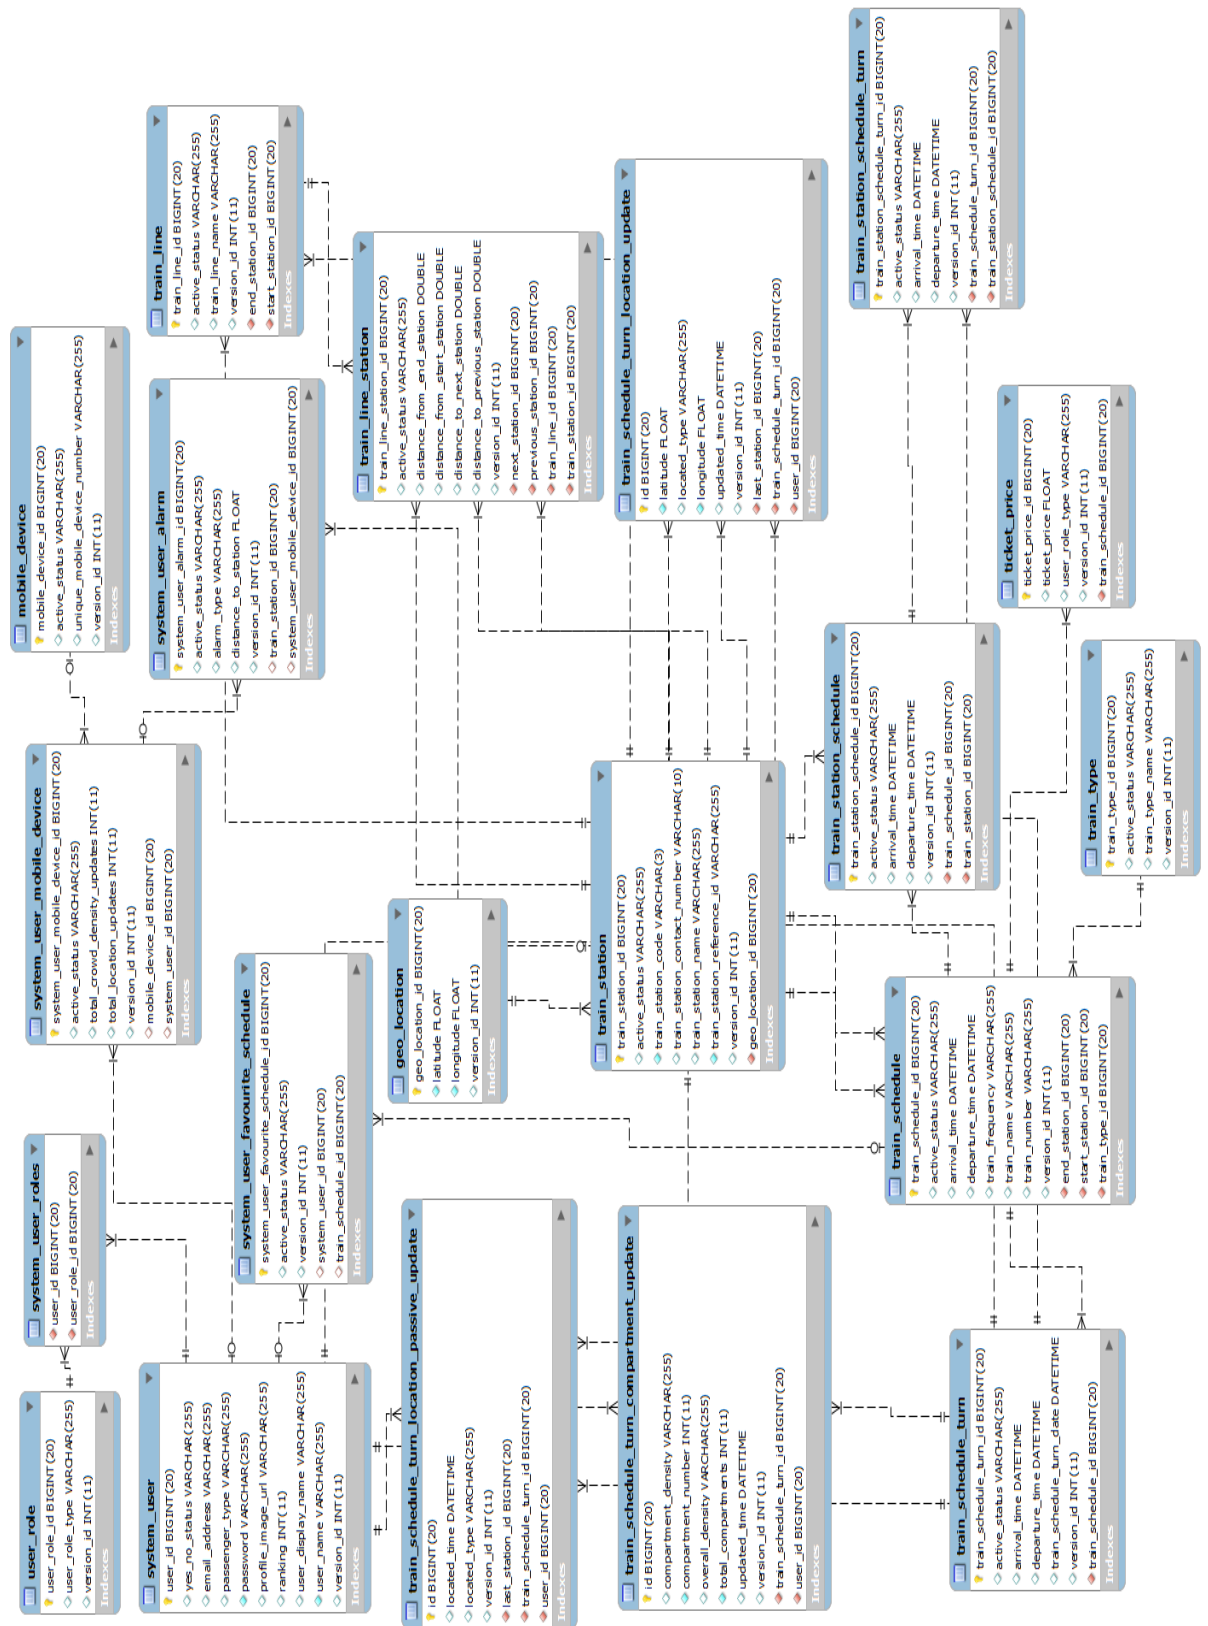 user_role
user_role_id BIGINT(20)
user_role_type VARCHAR(255)
version_id INT(11)
Indexes
system_user_roles
user_id BIGINT(20)
user_role_id BIGINT(20)
Indexes
system_user_mobile_device
system_user_mobile_device_id BIGINT(20)
active_status VARCHAR(255)
total_crowd_density_updates INT(11)
total_location_updates INT(11)
version_id INT(11)
mobile_device_id BIGINT(20)
system_user_id BIGINT(20)
Indexes
mobile_device
mobile_device_id BIGINT(20)
active_status VARCHAR(255)
unique_mobile_device_number VARCHAR(255)
version_id INT(11)
Indexes
system_user
user_id BIGINT(20)
yes_no_status VARCHAR(255)
email_address VARCHAR(255)
passenger_type VARCHAR(255)
password VARCHAR(255)
profile_image_url VARCHAR(255)
ranking INT(11)
user_display_name VARCHAR(255)
user_name VARCHAR(255)
version_id INT(11)
Indexes
system_user_favourite_schedule
system_user_favourite_schedule_id BIGINT(20)
active_status VARCHAR(255)
version_id INT(11)
system_user_id BIGINT(20)
train_schedule_id BIGINT(20)
Indexes
system_user_alarm
system_user_alarm_id BIGINT(20)
active_status VARCHAR(255)
alarm_type VARCHAR(255)
distance_to_station FLOAT
version_id INT(11)
train_station_id BIGINT(20)
system_user_mobile_device_id BIGINT(20)
Indexes
train_line
train_line_id BIGINT(20)
active_status VARCHAR(255)
train_line_name VARCHAR(255)
version_id INT(11)
end_station_id BIGINT(20)
start_station_id BIGINT(20)
Indexes
train_schedule_turn_location_passive_update
id BIGINT(20)
located_time DATETIME
located_type VARCHAR(255)
version_id INT(11)
last_station_id BIGINT(20)
train_schedule_turn_id BIGINT(20)
user_id BIGINT(20)
Indexes
geo_location
geo_location_id BIGINT(20)
latitude FLOAT
longitude FLOAT
version_id INT(11)
Indexes
train_line_station
train_line_station_id BIGINT(20)
active_status VARCHAR(255)
distance_from_end_station DOUBLE
distance_from_start_station DOUBLE
distance_to_next_station DOUBLE
distance_to_previous_station DOUBLE
version_id INT(11)
next_station_id BIGINT(20)
previous_station_id BIGINT(20)
train_line_id BIGINT(20)
train_station_id BIGINT(20)
Indexes
train_schedule_turn_compartment_update
id BIGINT(20)
compartment_density VARCHAR(255)
compartment_number INT(11)
overall_density VARCHAR(255)
total_compartments INT(11)
updated_time DATETIME
version_id INT(11)
train_schedule_turn_id BIGINT(20)
user_id BIGINT(20)
Indexes
train_station
train_station_id BIGINT(20)
active_status VARCHAR(255)
train_station_code VARCHAR(3)
train_station_contact_number VARCHAR(10)
train_station_name VARCHAR(255)
train_station_reference_id VARCHAR(255)
version_id INT(11)
geo_location_id BIGINT(20)
Indexes
train_schedule_turn_location_update
id BIGINT(20)
latitude FLOAT
located_type VARCHAR(255)
longitude FLOAT
updated_time DATETIME
version_id INT(11)
last_station_id BIGINT(20)
train_schedule_turn_id BIGINT(20)
user_id BIGINT(20)
Indexes
train_schedule_turn
train_schedule_turn_id BIGINT(20)
active_status VARCHAR(255)
arrival_time DATETIME
departure_time DATETIME
train_schedule_turn_date DATETIME
version_id INT(11)
train_schedule_id BIGINT(20)
Indexes
train_schedule
train_schedule_id BIGINT(20)
active_status VARCHAR(255)
arrival_time DATETIME
departure_time DATETIME
train_frequency VARCHAR(255)
train_name VARCHAR(255)
train_number VARCHAR(255)
version_id INT(11)
end_station_id BIGINT(20)
start_station_id BIGINT(20)
train_type_id BIGINT(20)
Indexes
train_station_schedule
train_station_schedule_id BIGINT(20)
active_status VARCHAR(255)
arrival_time DATETIME
departure_time DATETIME
version_id INT(11)
train_schedule_id BIGINT(20)
train_station_id BIGINT(20)
Indexes
train_station_schedule_turn
train_station_schedule_turn_id BIGINT(20)
active_status VARCHAR(255)
arrival_time DATETIME
departure_time DATETIME
version_id INT(11)
train_schedule_turn_id BIGINT(20)
train_station_schedule_id BIGINT(20)
Indexes
ticket_price
ticket_price_id BIGINT(20)
ticket_price FLOAT
user_role_type VARCHAR(255)
version_id INT(11)
train_schedule_id BIGINT(20)
Indexes
train_type
train_type_id BIGINT(20)
active_status VARCHAR(255)
train_type_name VARCHAR(255)
version_id INT(11)
Indexes